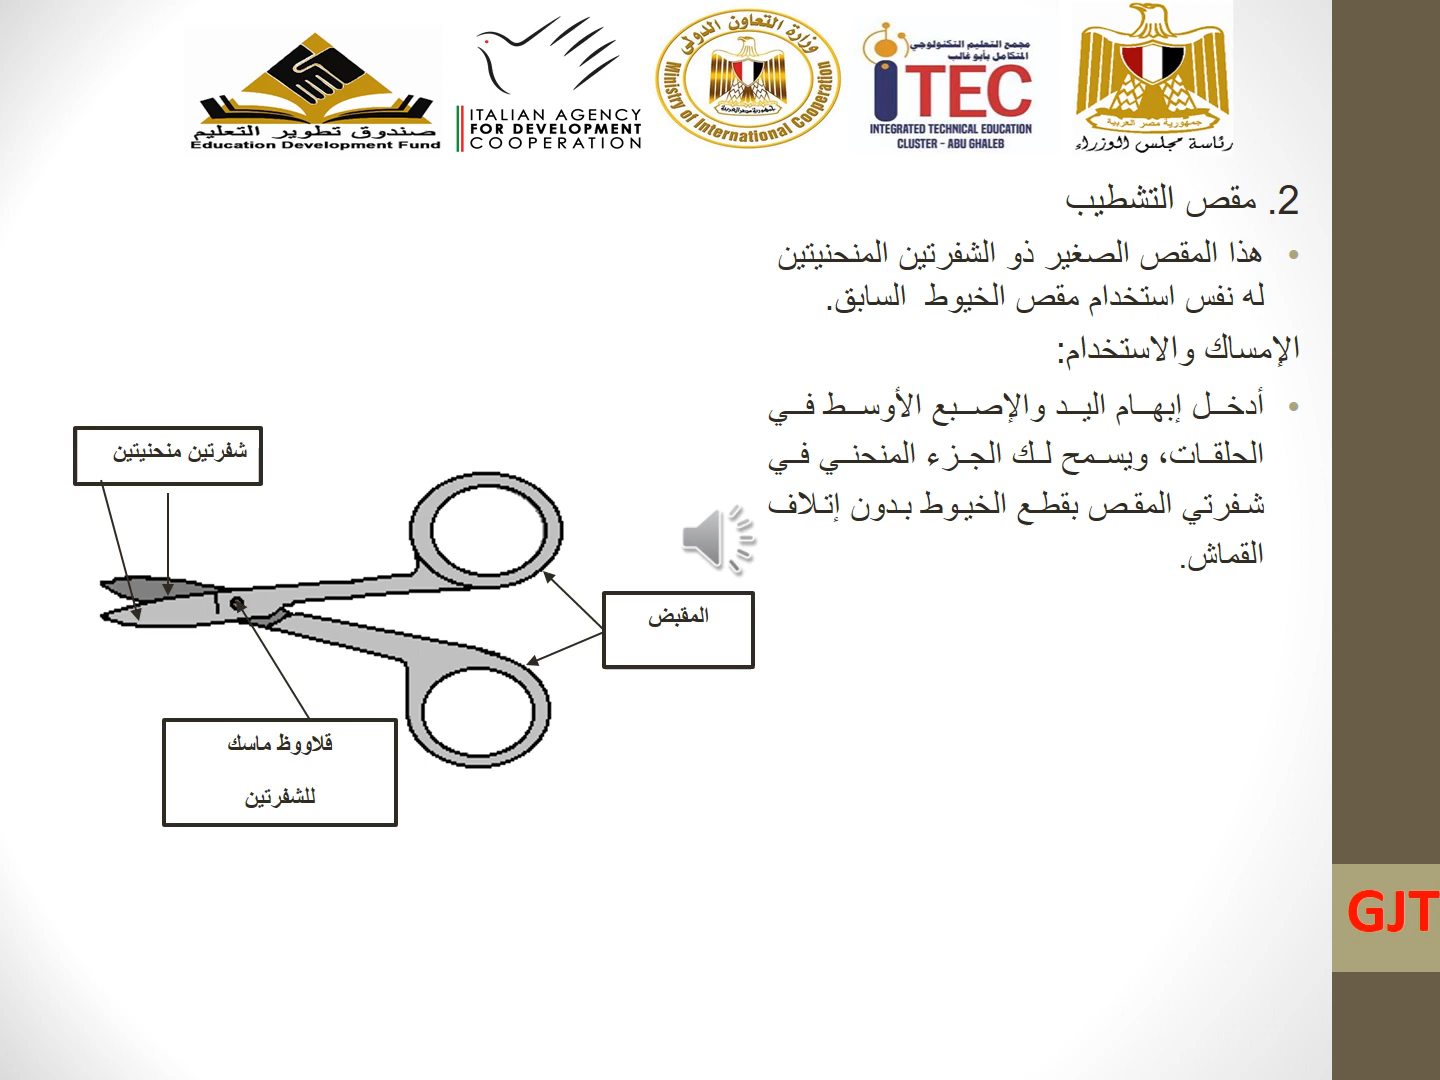 صندوق تطوير التعليم
Education Development Fund
ITALIAN AGENCY
FOR DEVELOPMENT
COOPERATION
وزارة التعاون الدولى
Ministry of International Cooperation
مجمع التعليم التكنولوجي
المتكامل بأبو غالب
iTEC
INTEGRATED TECHNICAL EDUCATION
CLUSTER - ABU GHALEB
جمهورية مصر العربية
رئاسة مجلس الوزراء
2. مقص التشطيب
• هذا المقص الصغير ذو الشفرتين المنحنيتين
له نفس استخدام مقص الخيوط السابق.
الإمساك والاستخدام:
• أدخل إبهام اليد والإصبع الأوسط في
الحلقات، ويسمح لك الجزء المنحني في
شفرتي المقص بقطع الخيوط بدون إتلاف
القماش.
شفرتين منحنيتين
المقبض
قلاووظ ماسك
للشفرتين
GJT